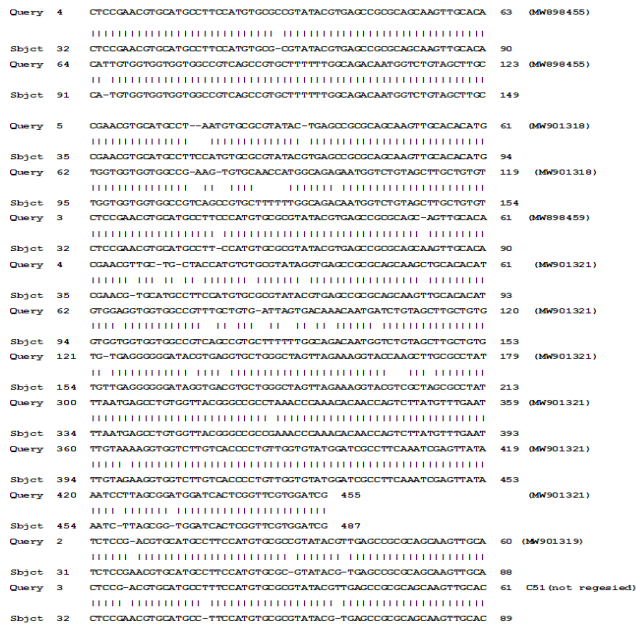 Query 4 CTCCGAACGTGCATGCCTTCCATGTGCGCCGTATACGTGAGCCGCGCAGCAAGTTGCACA 63 (MW898455)
Sbjct 32 CTCCGAACGTGCATGCCTTCCATGTGCG-CGTATACGTGAGCCGCGCAGCAAGTTGCACA 90
Query 64 CATTGTGGTGGTGGTGGCCGTCAGCCGTGCTTTTTTGGCAGACAATGGTCTGTAGCTTGC 123 (MW898455)
Sbjct 91 CA-TGTGGTGGTGGTGGCCGTCAGCCGTGCTTTTTTGGCAGACAATGGTCTGTAGCTTGC 149
Query 5 CGAACGTGCATGCCT--AATGTGCGCGTATAC-TGAGCCGCGCAGCAAGTTGCACACATG 61 (MW901318)
Sbjct 35 CGAACGTGCATGCCTTCCATGTGCGCGTATACGTGAGCCGCGCAGCAAGTTGCACACATG 94
Query 62 TGGTGGTGGTGGCCG-AAG-TGTGCAACCATGGCAGAGAATGGTCTGTAGCTTGCTGTGT 119 (MW901318)
Sbjct 95 TGGTGGTGGTGGCCGTCAGCCGTGCTTTTTTGGCAGACAATGGTCTGTAGCTTGCTGTGT 154
Query 3 CTCCGAACGTGCATGCCTTCCCATGTGCGCGTATACGTGAGCCGCGCAGC-AGTTGCACA 61 (MW898459)
Sbjct 32 CTCCGAACGTGCATGCCTT-CCATGTGCGCGTATACGTGAGCCGCGCAGCAAGTTGCACA 90
Query 4 CGAACGTTGC-TG-CTACCATGTGTGCGTATAGGTGAGCCGCGCAGCAAGCTGCACACAT 61 (MW901321)
Sbjct 35 CGAACG-TGCATGCCTTCCATGTGCGCGTATACGTGAGCCGCGCAGCAAGTTGCACACAT 93
Query 62 GTGGAGGTGGTGGCCGTTTGCTGTG-ATTAGTGACAAACAATGATCTGTAGCTTGCTGTG 120 (MW901321)
Sbjct 94 GTGGTGGTGGTGGCCGTCAGCCGTGCTTTTTTGGCAGACAATGGTCTGTAGCTTGCTGTG 153
Query 121 TG-TGAGGGGGGATACGTGAGGTGCTGGGCTAGTTAGAAAGGTACCAAGCTTGCGCCTAT 179 (MW901321)
Sbjct 154 TGTTGAGGGGGGATAGGTGACGTGCTGGGCTAGTTAGAAAGGTACGTCGCTAGCGCCTAT 213
Query 300 TTAATGAGCCTGTGGTTACGGGCCGCCTAAACCCAAAGACAACCAGTCTTATGTTTGAAT 359 (MW901321)
Sbjct 334 TTAATGAGCCTGTGGTTACGGGCCGCCGAAACCCAAAGACAACCAGTCTTATGTTTGAAT 393
Query 360 TTGTAAAAGGTGGTCTTGTCACCCCTGTTGGTGTATGGATCGCCTTCAAATCGAGTTATA 419 (MW901321)
Sbjct 394 TTGTAGAAGGTGGTCTTGTCACCCCTGTTGGTGTATGGATCGCCTTCAAATCGAGTTATA 453
Query 420 AATCCTTAGCGGATGGATCACTCGGTTCGTGGATCG 455 (MW901321)
Sbjct 454 AATC-TTAGCGG-TGGATCACTCGGTTCGTGGATCG 487
Query 2 TCTCCG-ACGTGCATGCCTTCCATGTGCGCCGTATACGTTGAGCCGCGCAGCAAGTTGCA 60 (MW901319)
Sbjct 31 TCTCCGAACGTGCATGCCTTCCATGTGCGC-GTATACG-TGAGCCGCGCAGCAAGTTGCA 88
Query 3 CTCCG-ACGTGCATGCCTTTCCATGTGCGCGTATACGTTGAGCCGCGCAGCAAGTTGCAC 61 C51(not regesied)
Sbjct 32 CTCCGAACGTGCATGCC-TTCCATGTGCGCGTATACG-TGAGCCGCGCAGCAAGTTGCAC 89